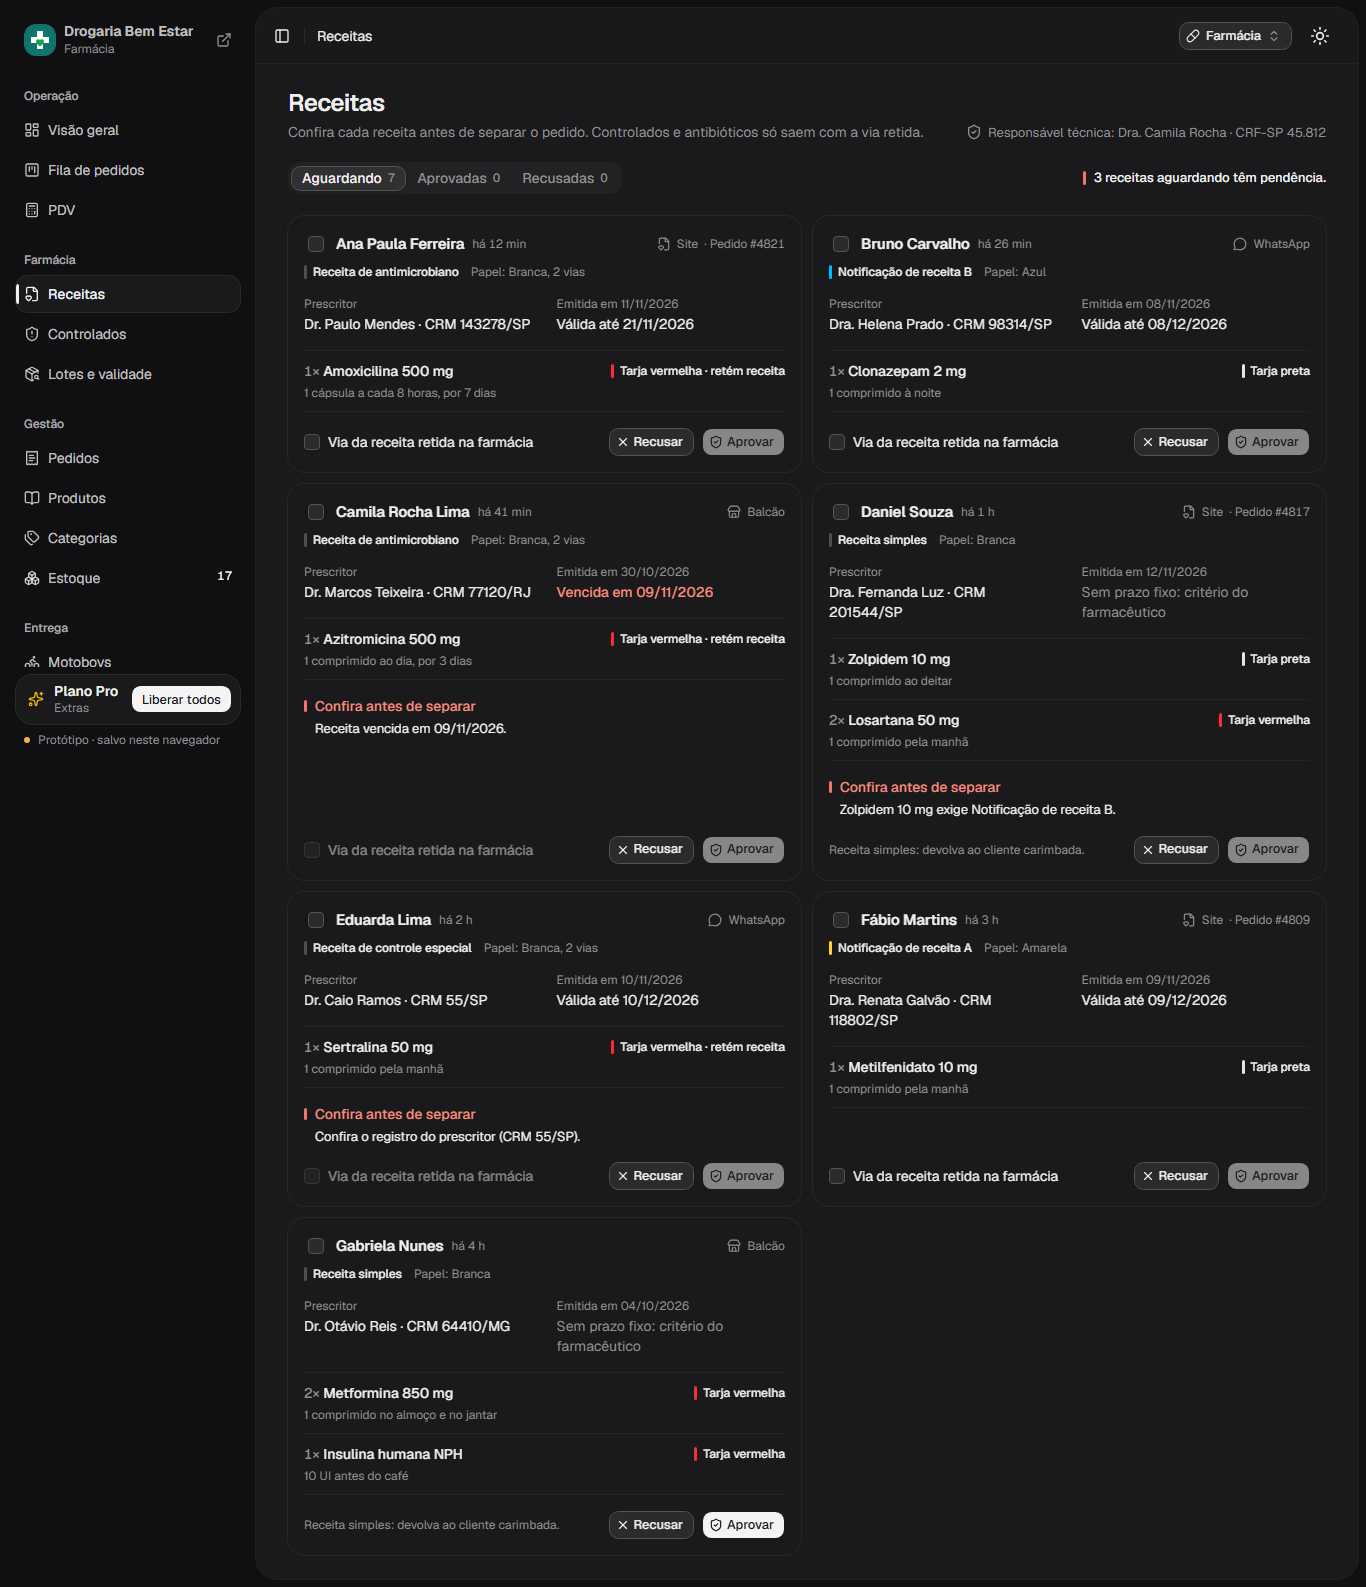 Drogaria Bem Estar
Farmácia
Operação
Visão geral
Fila de pedidos
PDV
Farmácia
Receitas
Controlados
Lotes e validade
Gestão
Pedidos
Produtos
Categorias
Estoque 17
Entrega
Motoboys
Plano Pro
Extras
Liberar todos
Protótipo · salvo neste navegador
Receitas
Farmácia
Receitas
Confira cada receita antes de separar o pedido. Controlados e antibióticos só saem com a via retida.
Responsável técnica: Dra. Camila Rocha · CRF-SP 45.812
Aguardando 7 Aprovadas 0 Recusadas 0
3 receitas aguardando têm pendência.
Ana Paula Ferreira há 12 min Site · Pedido #4821
Receita de antimicrobiano Papel: Branca, 2 vias
Prescritor Emitida em 11/11/2026
Dr. Paulo Mendes · CRM 143278/SP Válida até 21/11/2026
1× Amoxicilina 500 mg Tarja vermelha · retém receita
1 cápsula a cada 8 horas, por 7 dias
Via da receita retida na farmácia Recusar Aprovar
Bruno Carvalho há 26 min WhatsApp
Notificação de receita B Papel: Azul
Prescritor Emitida em 08/11/2026
Dra. Helena Prado · CRM 98314/SP Válida até 08/12/2026
1× Clonazepam 2 mg Tarja preta
1 comprimido à noite
Via da receita retida na farmácia Recusar Aprovar
Camila Rocha Lima há 41 min Balcão
Receita de antimicrobiano Papel: Branca, 2 vias
Prescritor Emitida em 30/10/2026
Dr. Marcos Teixeira · CRM 77120/RJ Vencida em 09/11/2026
1× Azitromicina 500 mg Tarja vermelha · retém receita
1 comprimido ao dia, por 3 dias
Confira antes de separar
Receita vencida em 09/11/2026.
Via da receita retida na farmácia Recusar Aprovar
Daniel Souza há 1 h Site · Pedido #4817
Receita simples Papel: Branca
Prescritor Emitida em 12/11/2026
Dra. Fernanda Luz · CRM Sem prazo fixo: critério do
201544/SP farmacêutico
1× Zolpidem 10 mg Tarja preta
1 comprimido ao deitar
2× Losartana 50 mg Tarja vermelha
1 comprimido pela manhã
Confira antes de separar
Zolpidem 10 mg exige Notificação de receita B.
Receita simples: devolva ao cliente carimbada. Recusar Aprovar
Eduarda Lima há 2 h WhatsApp
Receita de controle especial Papel: Branca, 2 vias
Prescritor Emitida em 10/11/2026
Dr. Caio Ramos · CRM 55/SP Válida até 10/12/2026
1× Sertralina 50 mg Tarja vermelha · retém receita
1 comprimido pela manhã
Confira antes de separar
Confira o registro do prescritor (CRM 55/SP).
Via da receita retida na farmácia Recusar Aprovar
Fábio Martins há 3 h Site · Pedido #4809
Notificação de receita A Papel: Amarela
Prescritor Emitida em 09/11/2026
Dra. Renata Galvão · CRM Válida até 09/12/2026
118802/SP
1× Metilfenidato 10 mg Tarja preta
1 comprimido pela manhã
Via da receita retida na farmácia Recusar Aprovar
Gabriela Nunes há 4 h Balcão
Receita simples Papel: Branca
Prescritor Emitida em 04/10/2026
Dr. Otávio Reis · CRM 64410/MG Sem prazo fixo: critério do
farmacêutico
2× Metformina 850 mg Tarja vermelha
1 comprimido no almoço e no jantar
1× Insulina humana NPH Tarja vermelha
10 UI antes do café
Receita simples: devolva ao cliente carimbada. Recusar Aprovar